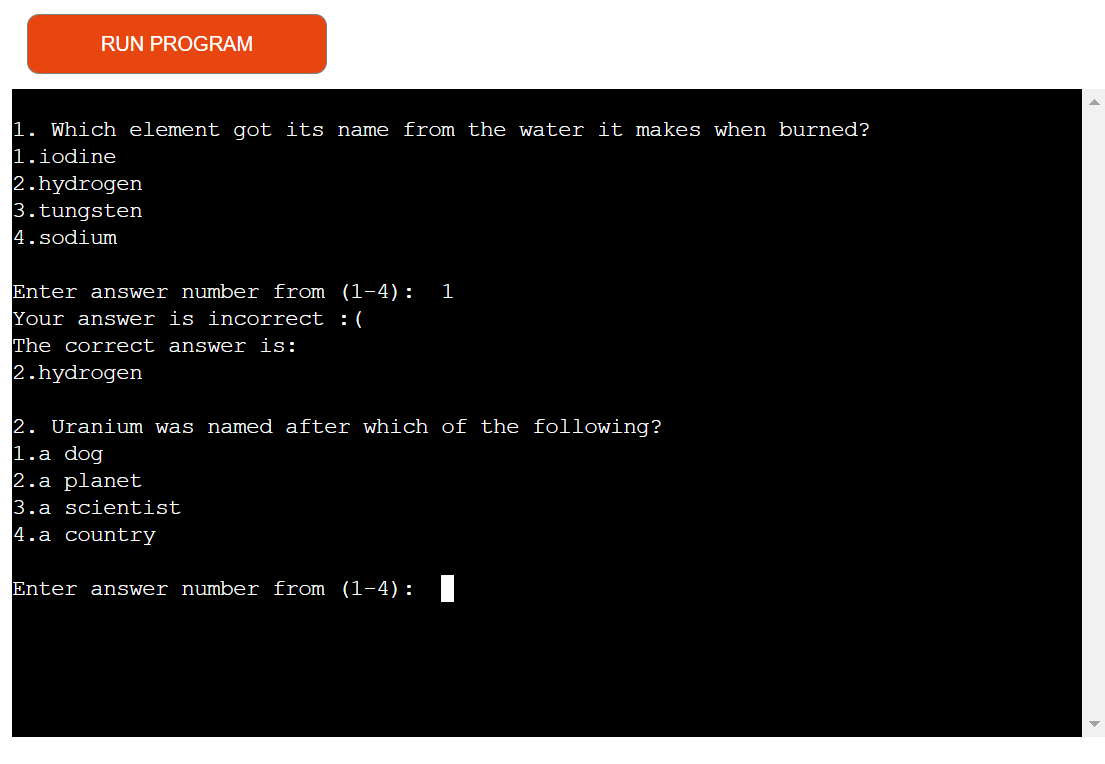 RUN PROGRAM
1. Which element got its name from the water it makes when burned?
1.iodine
2.hydrogen
3.tungsten
4.sodium
Enter answer number from (1-4):  1
Your answer is incorrect :(
The correct answer is:
2.hydrogen
2. Uranium was named after which of the following?
1.a dog
2.a planet
3.a scientist
4.a country
Enter answer number from (1-4):